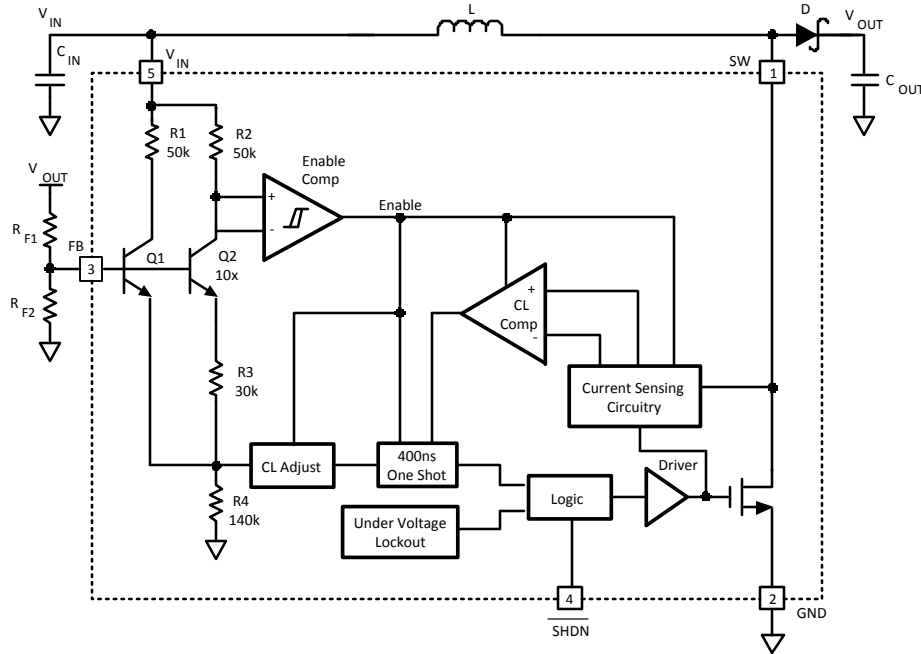 V IN
L
D
V OUT
C IN
V IN
5
SW
1
C OUT
R1
50k
R2
50k
Enable
Comp
+
-
Enable
V OUT
R F1
FB
3
Q1
Q2
10x
R F2
+
CL
Comp
-
R3
30k
Current Sensing
Circuitry
CL Adjust
400ns
One Shot
Driver
R4
140k
Logic
Under Voltage
Lockout
4
SHDN
2
GND